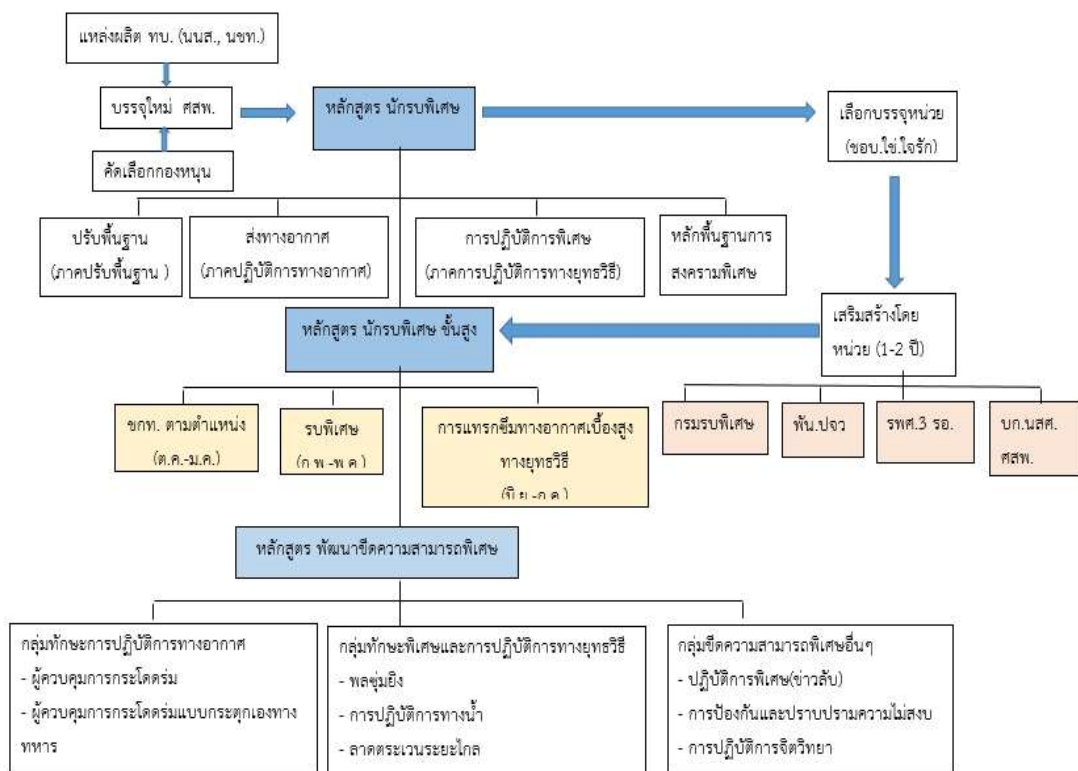 แหล่งผลิต ทบ. (นนส., นชท.)
บรรจุใหม่ ศสพ.
คัดเลือกกองหนุน
หลักสูตร นักรบพิเศษ
เลือกบรรจุหน่วย
(ชอบ.ใช่.ใจรัก)
ปรับพื้นฐาน
(ภาคปรับพื้นฐาน )
ส่งทางอากาศ
(ภาคปฏิบัติการทางอากาศ)
การปฏิบัติการพิเศษ
(ภาคการปฏิบัติการทางยุทธวิธี)
หลักพื้นฐานการ
สงครามพิเศษ
หลักสูตร นักรบพิเศษ ขั้นสูง
เสริมสร้างโดย
หน่วย (1-2 ปี)
ชกท. ตามตำแหน่ง
(ต.ค.-ม.ค.)
รบพิเศษ
(ก.พ.-พ.ค.)
การแทรกซึมทางอากาศเบื้องสูง
ทางยุทธวิธี
(มิ.ย.-ก.ค.)
กรมรบพิเศษ
พัน.ปจว
รพศ.3 รอ.
บก.นสศ.
ศสพ.
หลักสูตร พัฒนาขีดความสามารถพิเศษ
กลุ่มทักษะการปฏิบัติการทางอากาศ
- ผู้ควบคุมการกระโดดร่ม
- ผู้ควบคุมการกระโดดร่มแบบกระตุกเองทาง
ทหาร
กลุ่มทักษะพิเศษและการปฏิบัติการทางยุทธวิธี
- พลซุ่มยิง
- การปฏิบัติการทางน้ำ
- ลาดตระเวนระยะไกล
กลุ่มขีดความสามารถพิเศษอื่นๆ
- ปฏิบัติการพิเศษ(ข่าวลับ)
- การป้องกันและปราบปรามความไม่สงบ
- การปฏิบัติการจิตวิทยา